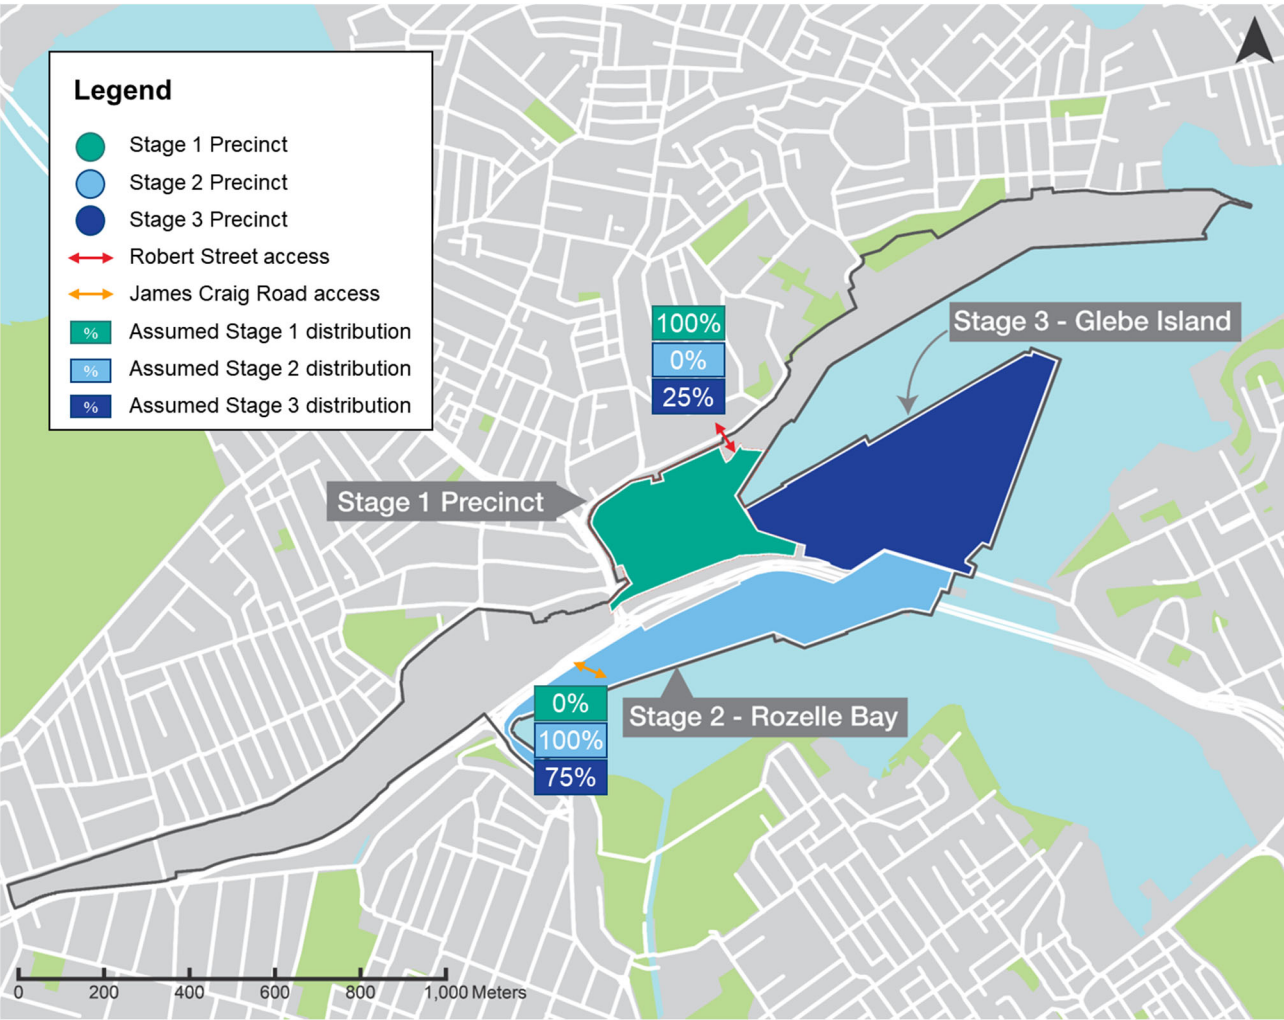 Legend
Stage 1 Precinct
Stage 2 Precinct
Stage 3 Precinct
Robert Street access
James Craig Road access
% Assumed Stage 1 distribution
% Assumed Stage 2 distribution
% Assumed Stage 3 distribution
100%
0%
25%
Stage 3 - Glebe Island
Stage 1 Precinct
0%
100%
75%
Stage 2 - Rozelle Bay
0 200 400 600 800 1,000 Meters